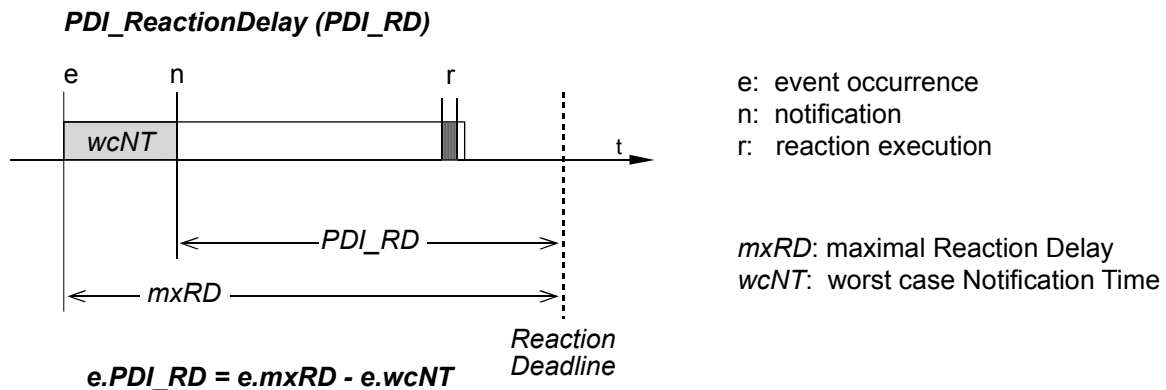 PDI_ReactionDelay (PDI_RD)
e n r
e: event occurrence
n: notification
r: reaction execution
wcNT
t
PDI_RD
mxRD
mxRD: maximal Reaction Delay
wcNT: worst case Notification Time
Reaction
Deadline
e.PDI_RD = e.mxRD - e.wcNT